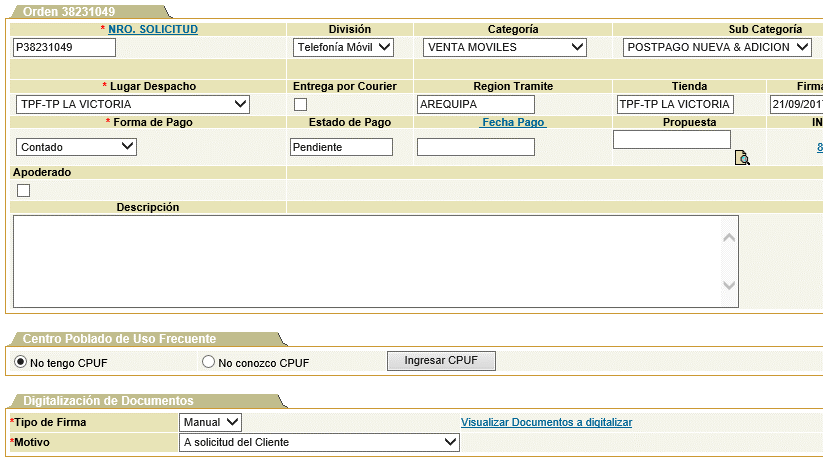 Orden 38231049
* NRO. SOLICITUD División Categoría Sub Categoría
P38231049 Telefonía Móvil VENTA MOVILES POSTPAGO NUEVA & ADICION
* Lugar Despacho Entrega por Courier Region Tramite Tienda Firma
TPF-TP LA VICTORIA AREQUIPA TPF-TP LA VICTORIA 21/09/201
* Forma de Pago Estado de Pago Fecha Pago Propuesta IN
Contado Pendiente 8
Apoderado
Descripción
Centro Poblado de Uso Frecuente
No tengo CPUF No conozco CPUF Ingresar CPUF
Digitalización de Documentos
*Tipo de Firma Manual Visualizar Documentos a digitalizar
*Motivo A solicitud del Cliente